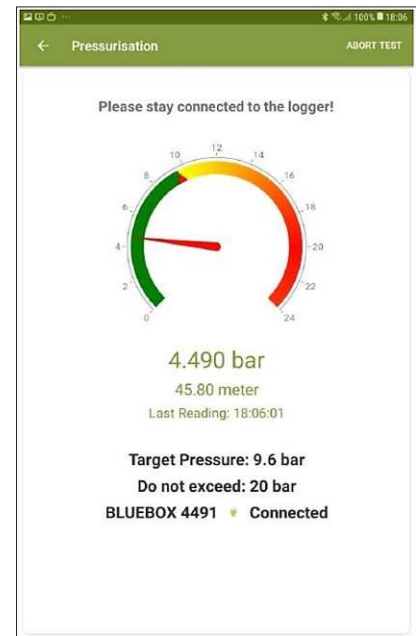 100% 18:06
Pressurisation ABORT TEST
Please stay connected to the logger!
0
2
4
6
8
10
12
14
16
18
20
22
24
4.490 bar
45.80 meter
Last Reading: 18:06:01
Target Pressure: 9.6 bar
Do not exceed: 20 bar
BLUEBOX 4491 Connected